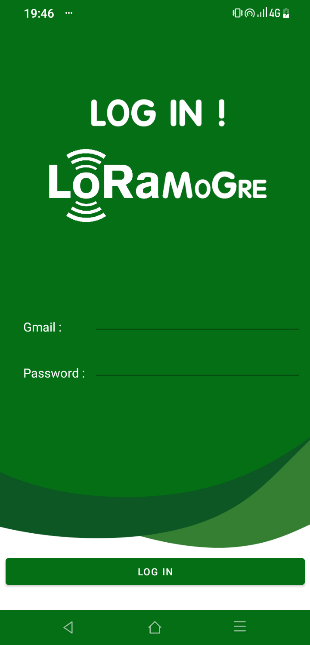 19:46 ...
4G
LOG IN !
LoRaMoGre
Gmail :
Password :
LOG IN